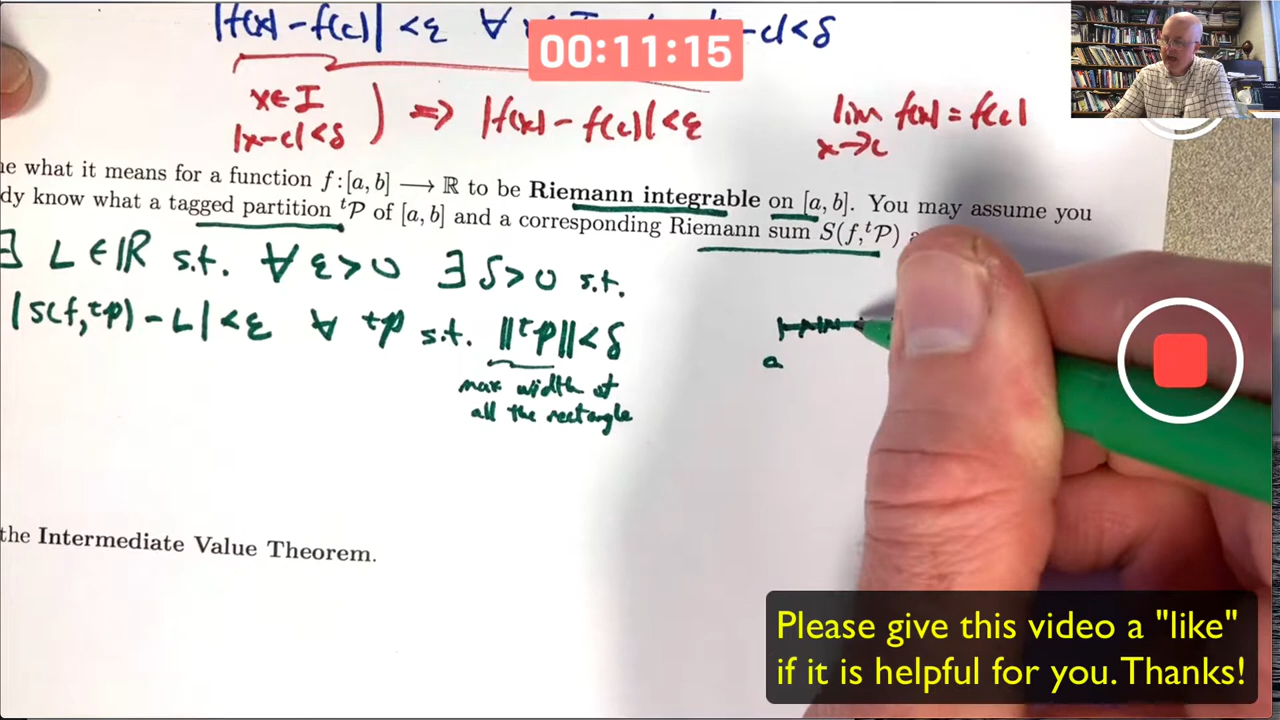 |f(x) - f(c)| < ε ∀ -c| < δ
00:11:15
x ∈ I
|x-c| < δ ) => |f(x) - f(c)| < ε
lim f(x) = f(c)
x→c
e what it means for a function f : [a, b] ⟶ ℝ to be Riemann integrable on [a, b]. You may assume you
dy know what a tagged partition ᵗP of [a, b] and a corresponding Riemann sum S(f, ᵗP)
∃ L ∈ ℝ s.t. ∀ ε > 0 ∃ δ > 0 s.t.
|S(f, ᵗP) - L| < ε ∀ ᵗP s.t. ||ᵗP|| < δ
a
max width of
all the rectangle
the Intermediate Value Theorem.
Please give this video a "like"
if it is helpful for you. Thanks!